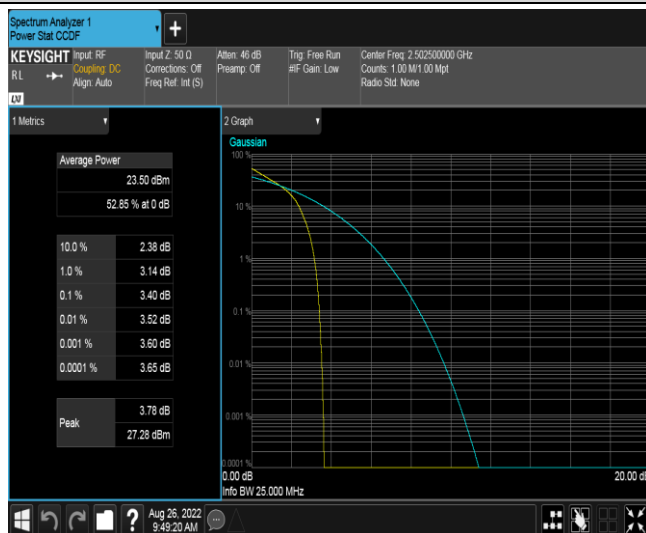 Spectrum Analyzer 1
Power Stat CCDF
+
KEYSIGHT
RL
LXI
Input: RF
Coupling: DC
Align: Auto
Input Z: 50 Ω
Corrections: Off
Freq Ref: Int (S)
Atten: 46 dB
Preamp: Off
Trig: Free Run
#IF Gain: Low
Center Freq: 2.502500000 GHz
Counts: 1.00 M/1.00 Mpt
Radio Std: None
1 Metrics
Average Power
23.50 dBm
52.85 % at 0 dB
10.0 % 2.38 dB
1.0 % 3.14 dB
0.1 % 3.40 dB
0.01 % 3.52 dB
0.001 % 3.60 dB
0.0001 % 3.65 dB
Peak
3.78 dB
27.28 dBm
2 Graph
Gaussian
100 %
10 %
1 %
0.1 %
0.01 %
0.001 %
0.0001 %
0.00 dB
20.00 dB
Info BW 25.000 MHz
?
Aug 26, 2022
9:49:20 AM